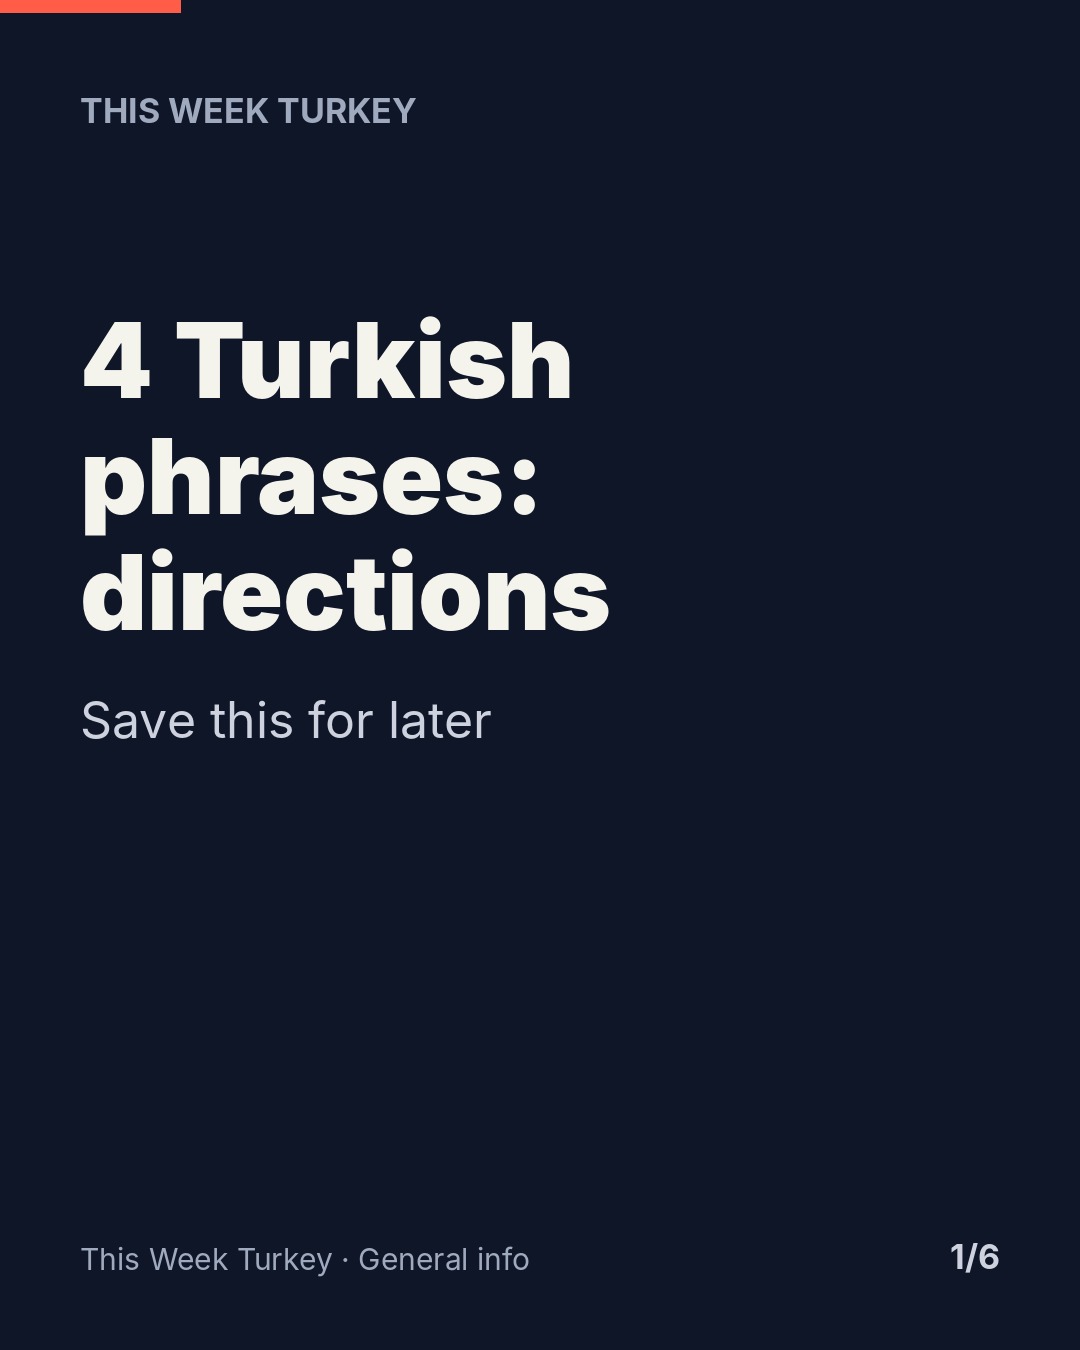 THIS WEEK TURKEY
4 Turkish
phrases:
directions
Save this for later
This Week Turkey · General info
1/6